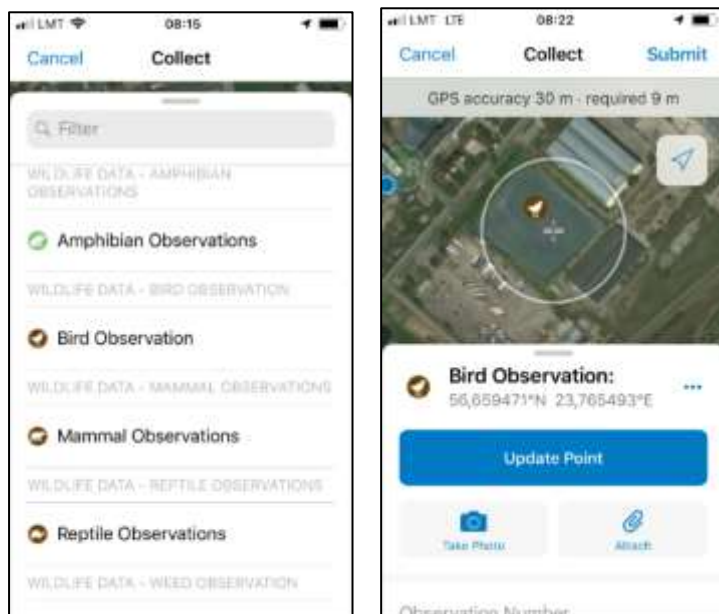 LMT
08:15
Cancel
Collect
Filter
WILDLIFE DATA - AMPHIBIAN
OBSERVATIONS
Amphibian Observations
WILDLIFE DATA - BIRD OBSERVATION
Bird Observation
WILDLIFE DATA - MAMMAL OBSERVATIONS
Mammal Observations
WILDLIFE DATA - REPTILE OBSERVATIONS
Reptile Observations
WILDLIFE DATA - WEED OBSERVATION
LMT LTE
08:22
Cancel
Collect
Submit
GPS accuracy 30 m - required 9 m
Bird Observation:
56,659471°N 23,765493°E
Update Point
Take Photo
Attach
Observation Number